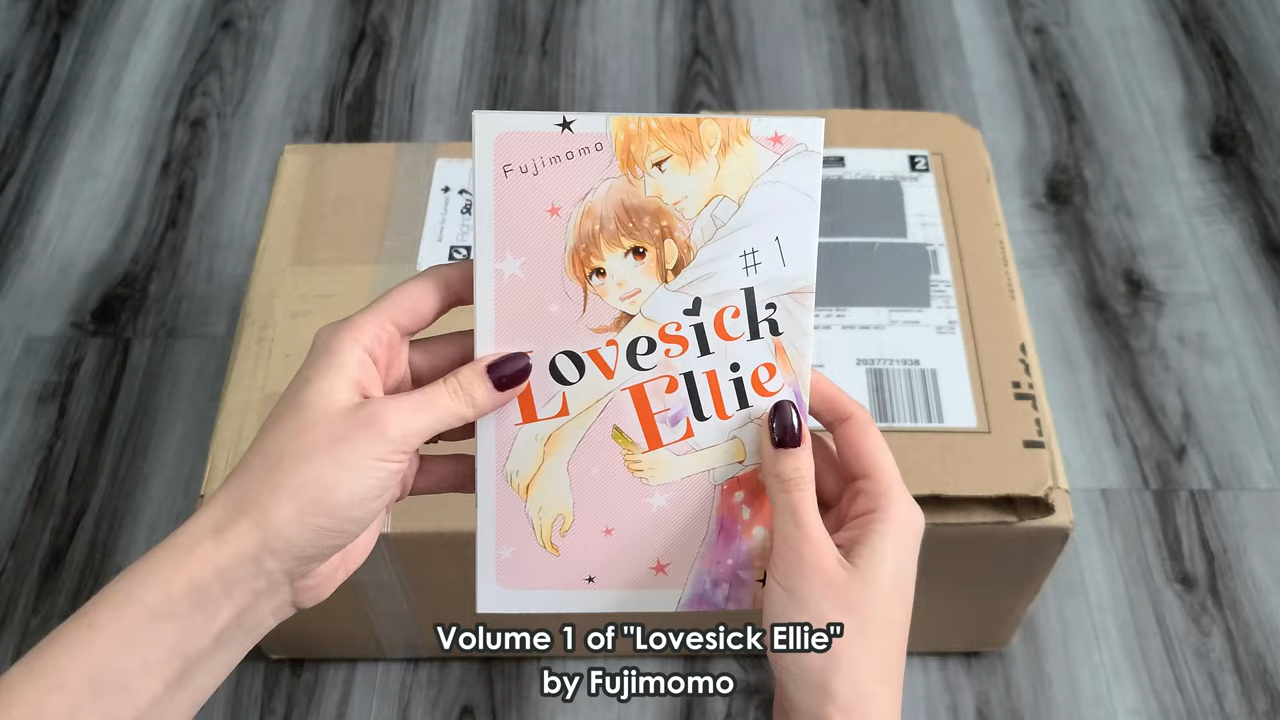 Fujimomo
#1
Lovesick
Ellie
2
2037721938
Volume 1 of "Lovesick Ellie"
by Fujimomo